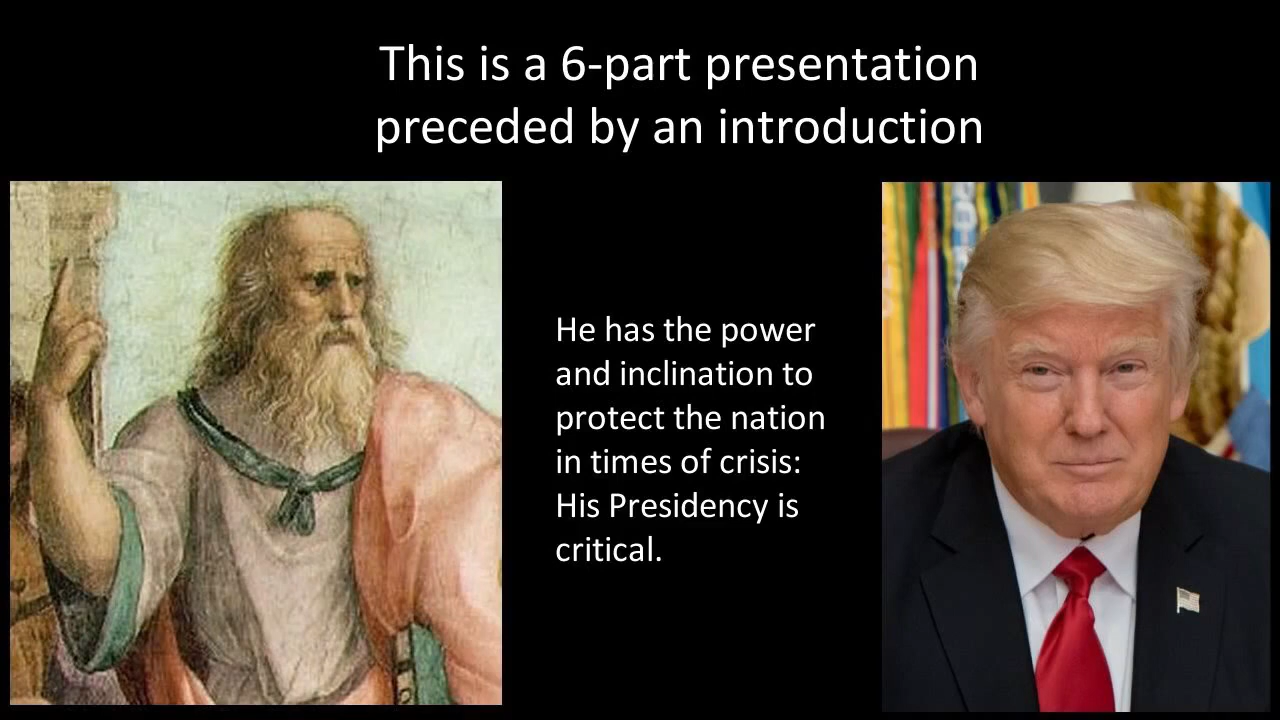 This is a 6-part presentation
preceded by an introduction
He has the power
and inclination to
protect the nation
in times of crisis:
His Presidency is
critical.